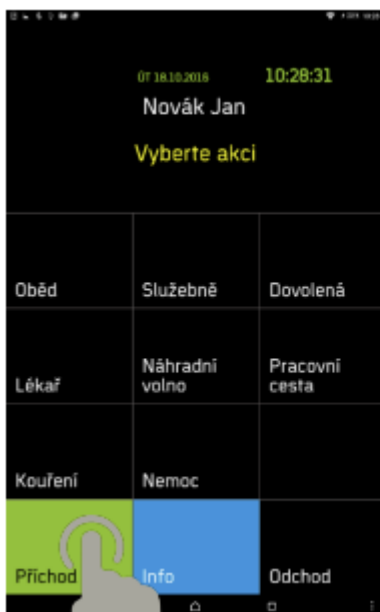 ÚT 18.10.2016 10:28:31
Novák Jan
Vyberte akci
Oběd Služebně Dovolená
Lékař Náhradní volno Pracovní cesta
Kouření Nemoc
Příchod Info Odchod